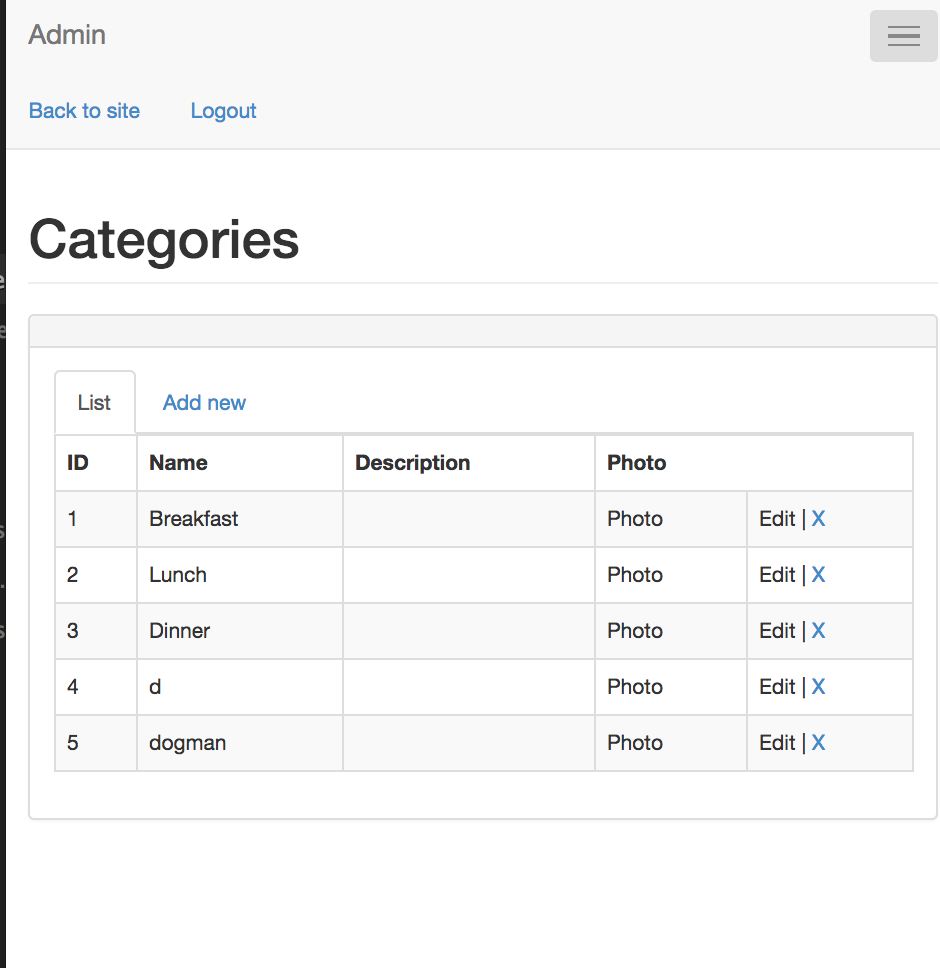 Admin
Back to site Logout
Categories
List Add new
ID Name Description Photo
1 Breakfast Photo Edit | X
2 Lunch Photo Edit | X
3 Dinner Photo Edit | X
4 d Photo Edit | X
5 dogman Photo Edit | X